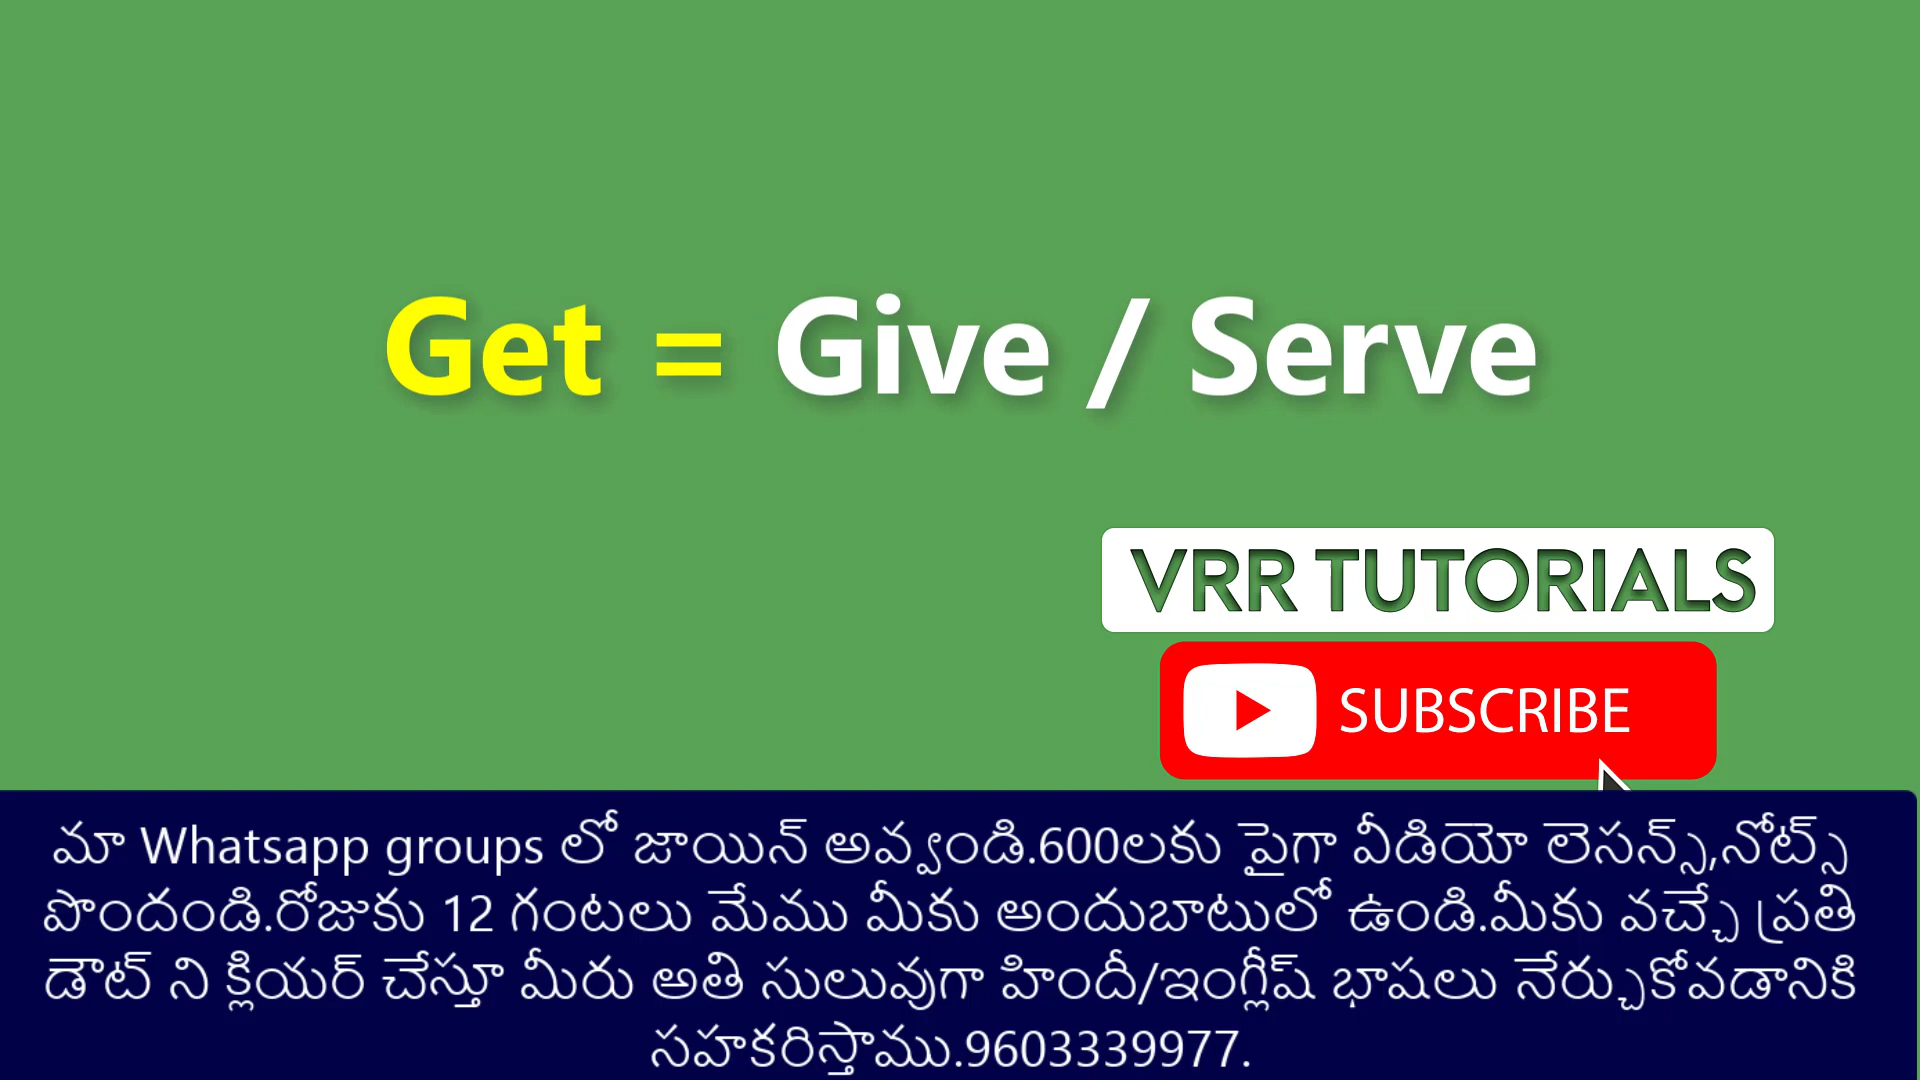 Get = Give / Serve
VRR TUTORIALS
SUBSCRIBE
మా Whatsapp groups లో జాయిన్ అవ్వండి.600లకు పైగా వీడియో లెసన్స్,నోట్స్
పొందండి.రోజుకు 12 గంటలు మేము మీకు అందుబాటులో ఉండి.మీకు వచ్చే ప్రతి
డౌట్ ని క్లియర్ చేస్తూ మీరు అతి సులువుగా హిందీ/ఇంగ్లీష్ భాషలు నేర్చుకోవడానికి
సహకరిస్తాము.9603339977.